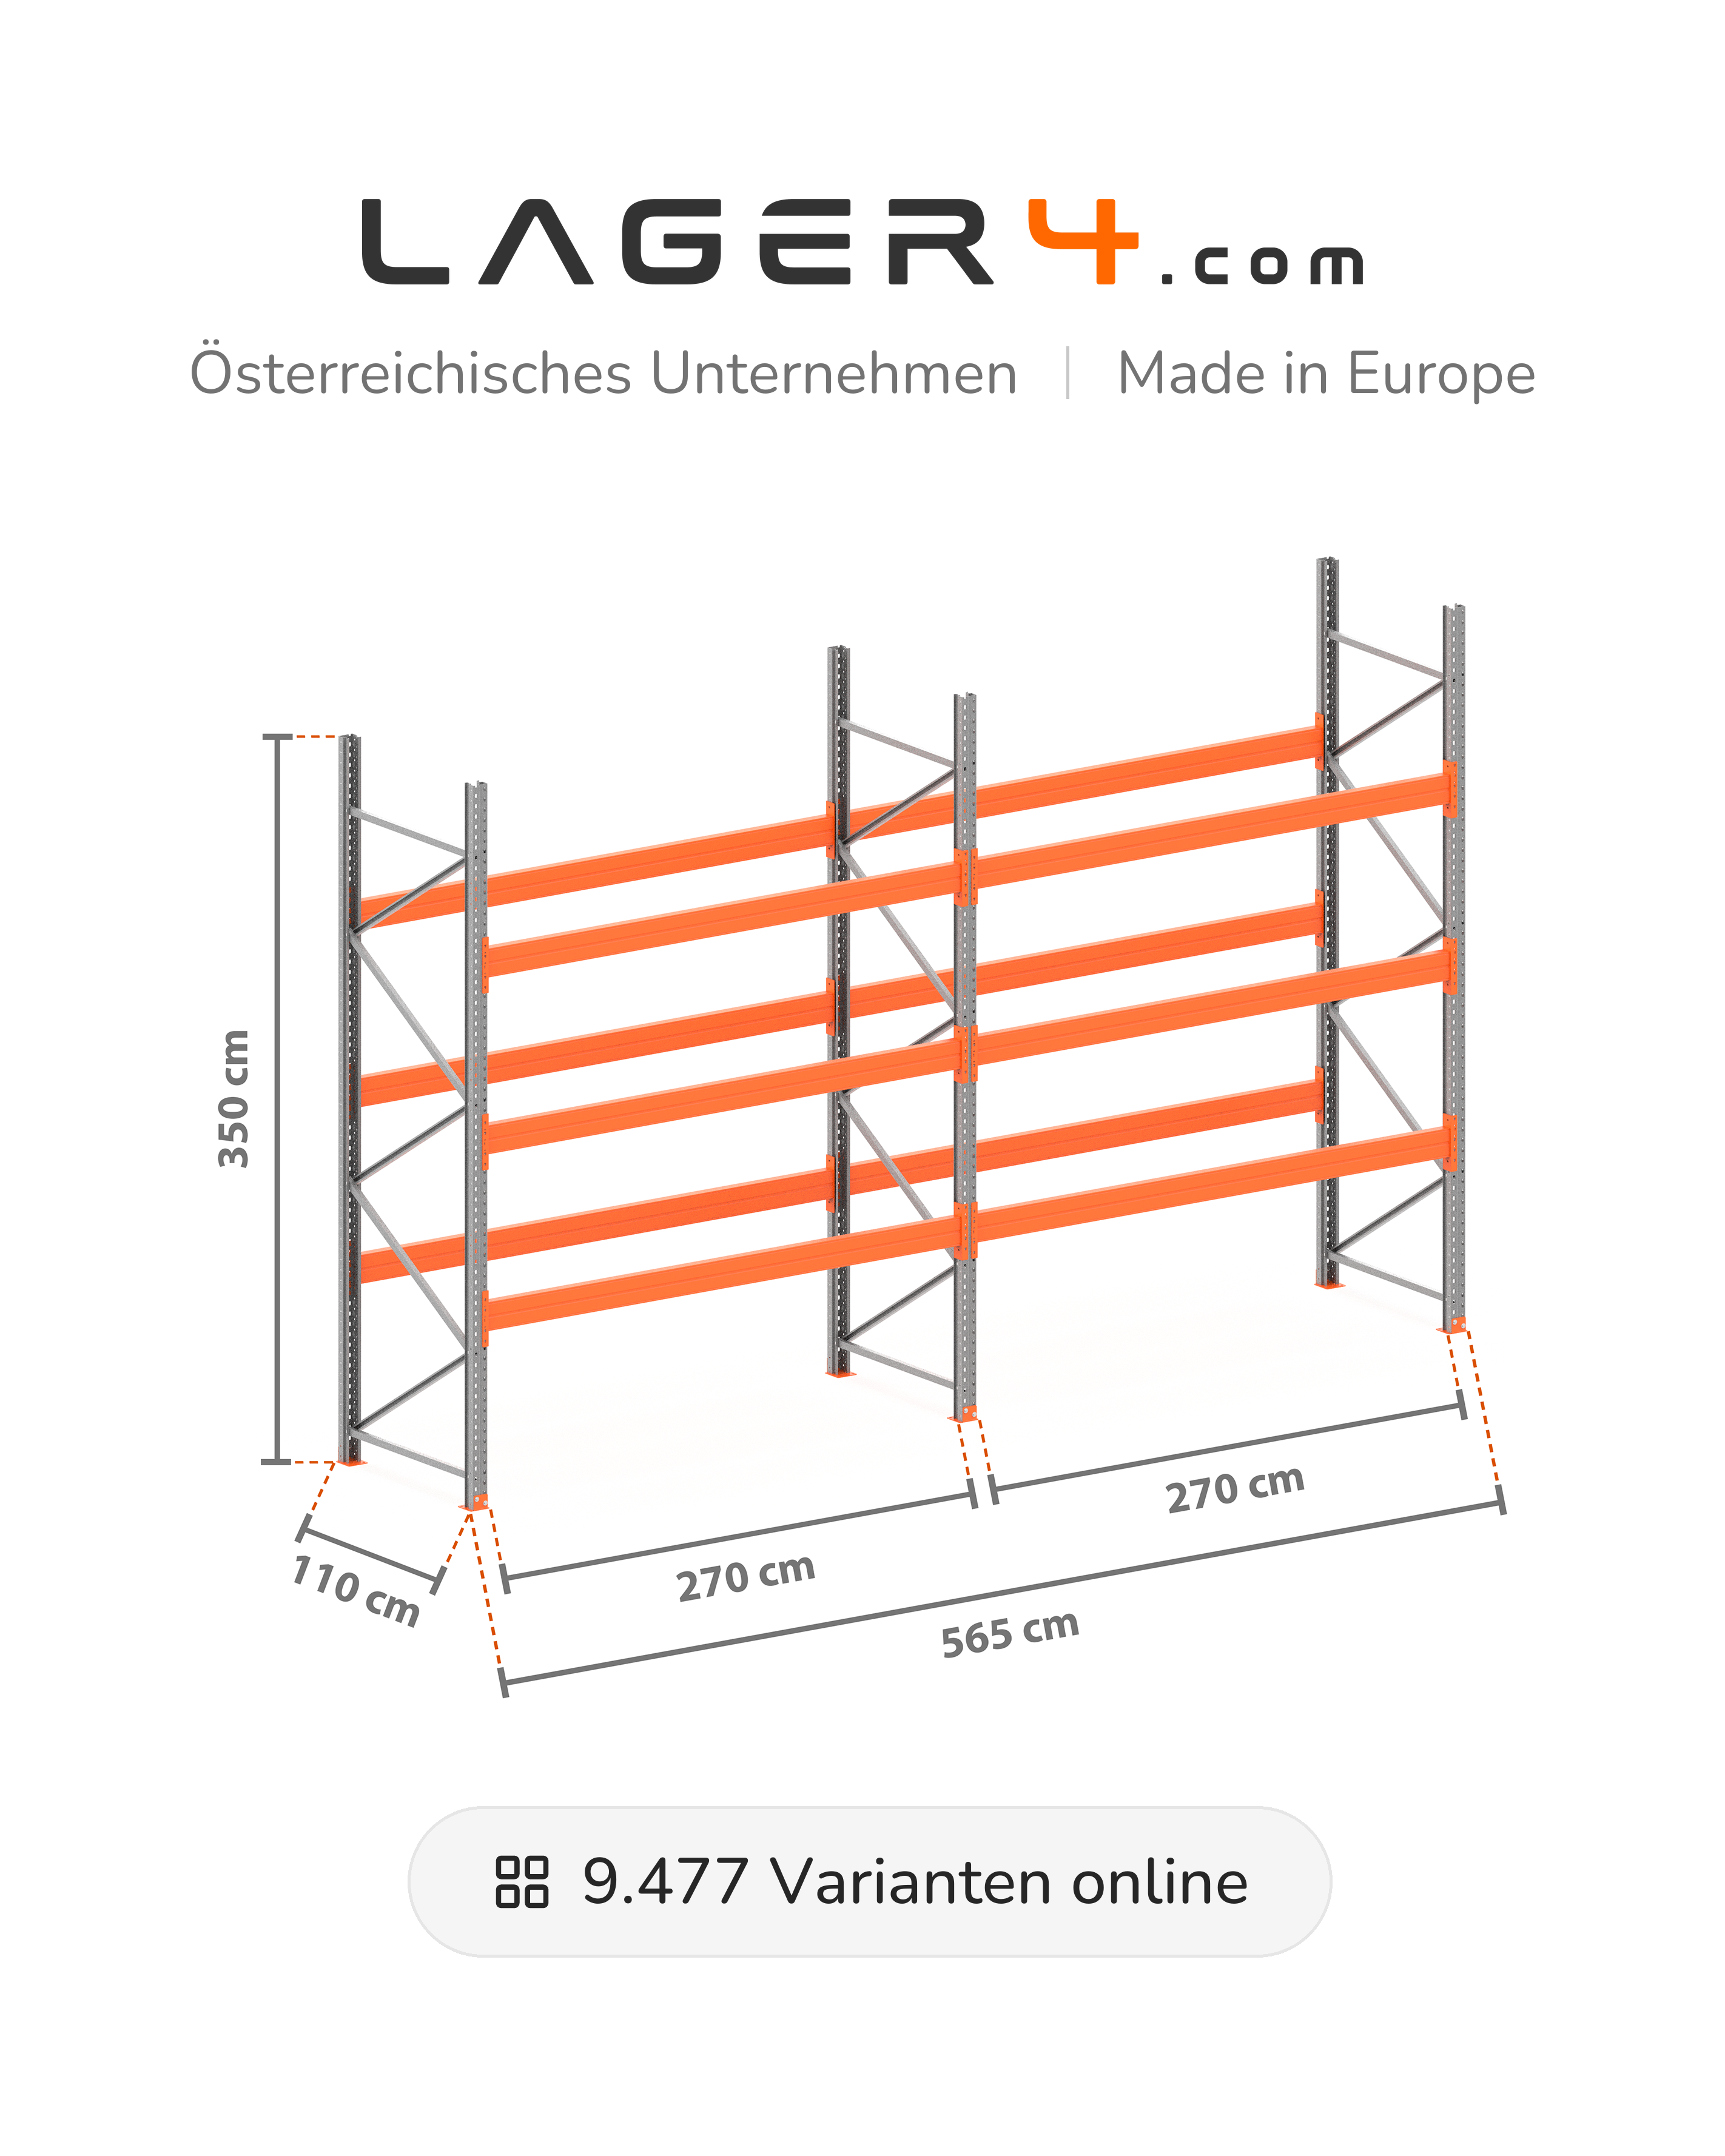 LAGER4.com
Österreichisches Unternehmen | Made in Europe
350 cm
110 cm
270 cm
270 cm
565 cm
9.477 Varianten online